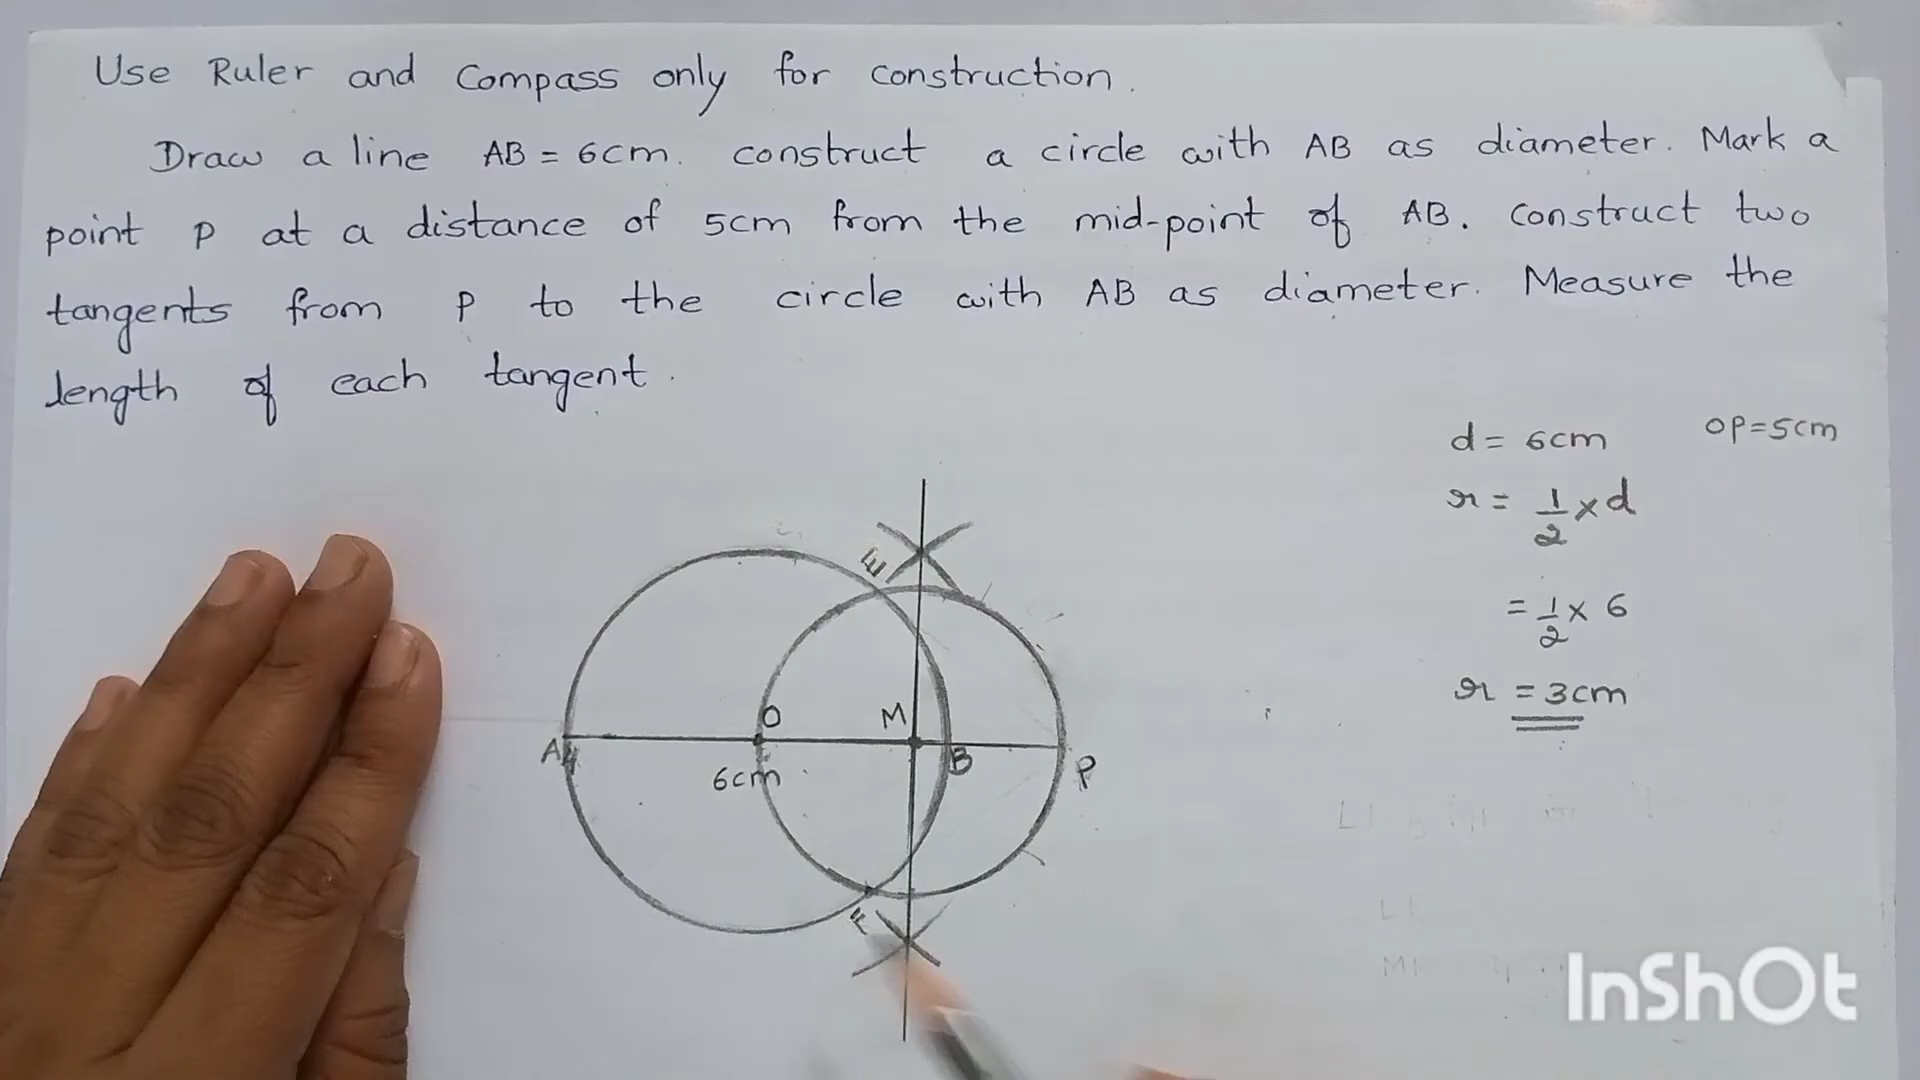 Use Ruler and Compass only for construction.
Draw a line AB = 6cm. construct a circle with AB as diameter. Mark a
point P at a distance of 5cm from the mid-point of AB. construct two
tangents from P to the circle with AB as diameter. Measure the
length of each tangent.
d = 6cm OP=5cm
r = 1/2 × d
= 1/2 × 6
r = 3cm
E
O M
A B P
6cm
F
InShOt